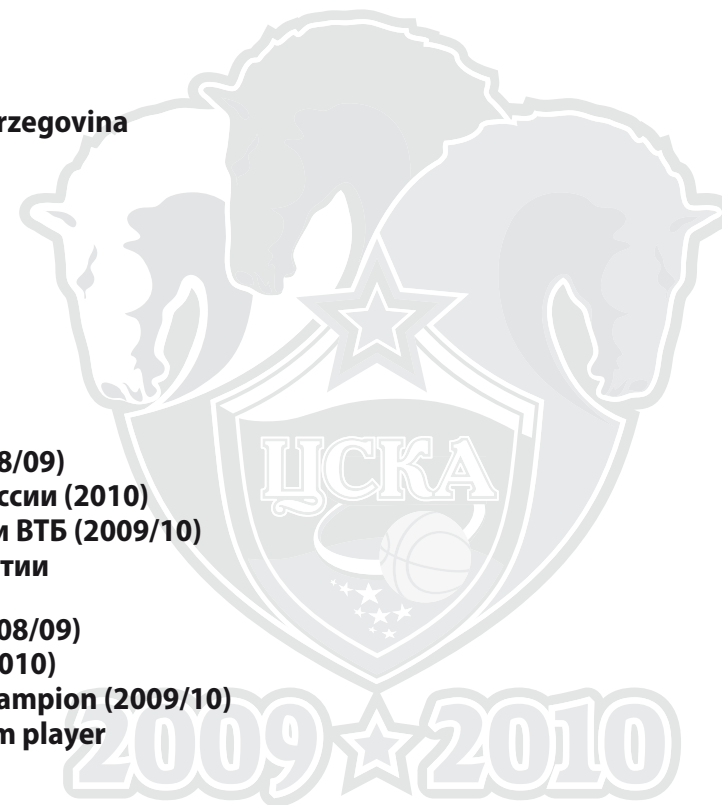 rzegovina
8/09)
ссии (2010)
и ВТБ (2009/10)
тии
08/09)
010)
ampion (2009/10)
m player
ЦСКА
2009 2010